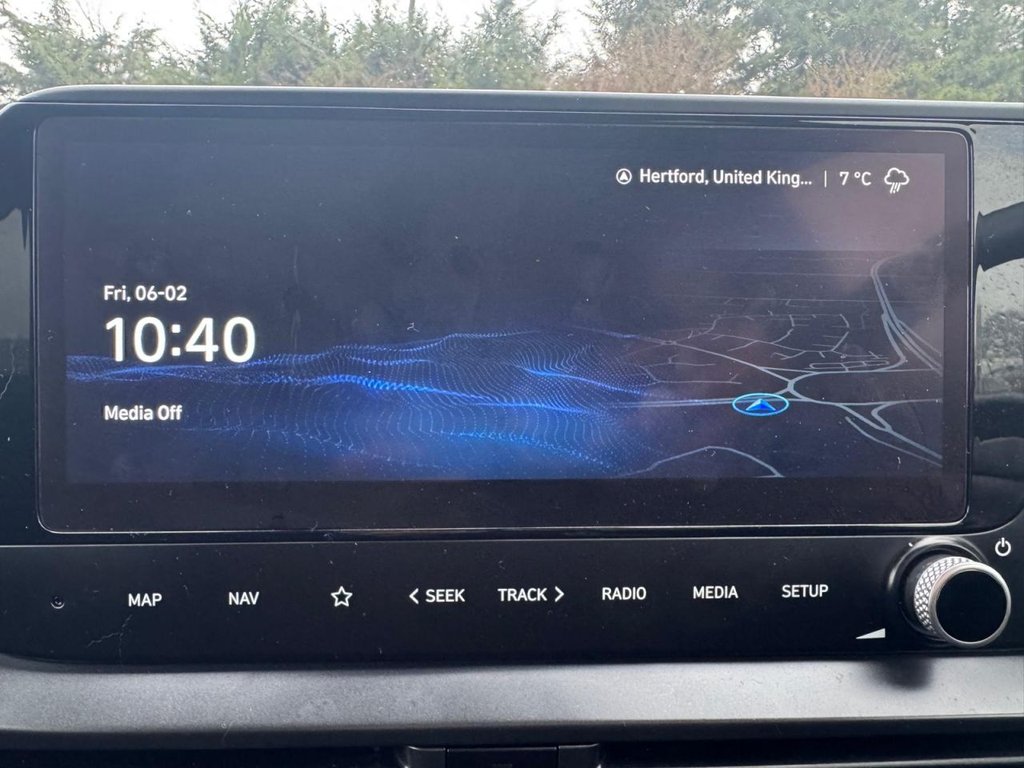 Hertford, United King... | 7 °C
Fri, 06-02
10:40
Media Off
MAP NAV < SEEK TRACK > RADIO MEDIA SETUP